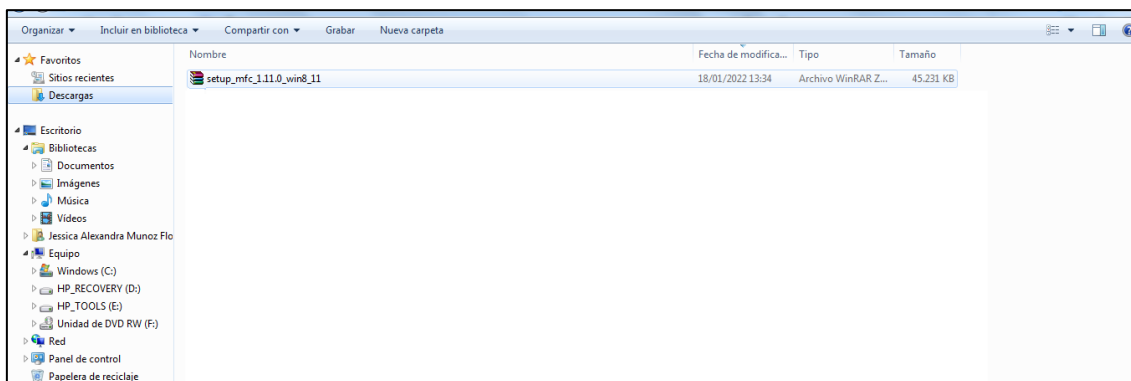 Organizar Incluir en biblioteca Compartir con Grabar Nueva carpeta
Favoritos
Sitios recientes
Descargas
Escritorio
Bibliotecas
Documentos
Imágenes
Música
Vídeos
Jessica Alexandra Munoz Flo
Equipo
Windows (C:)
HP_RECOVERY (D:)
HP_TOOLS (E:)
Unidad de DVD RW (F:)
Red
Panel de control
Papelera de reciclaje
Nombre Fecha de modifica... Tipo Tamaño
setup_mfc_1.11.0_win8_11 18/01/2022 13:34 Archivo WinRAR Z... 45.231 KB